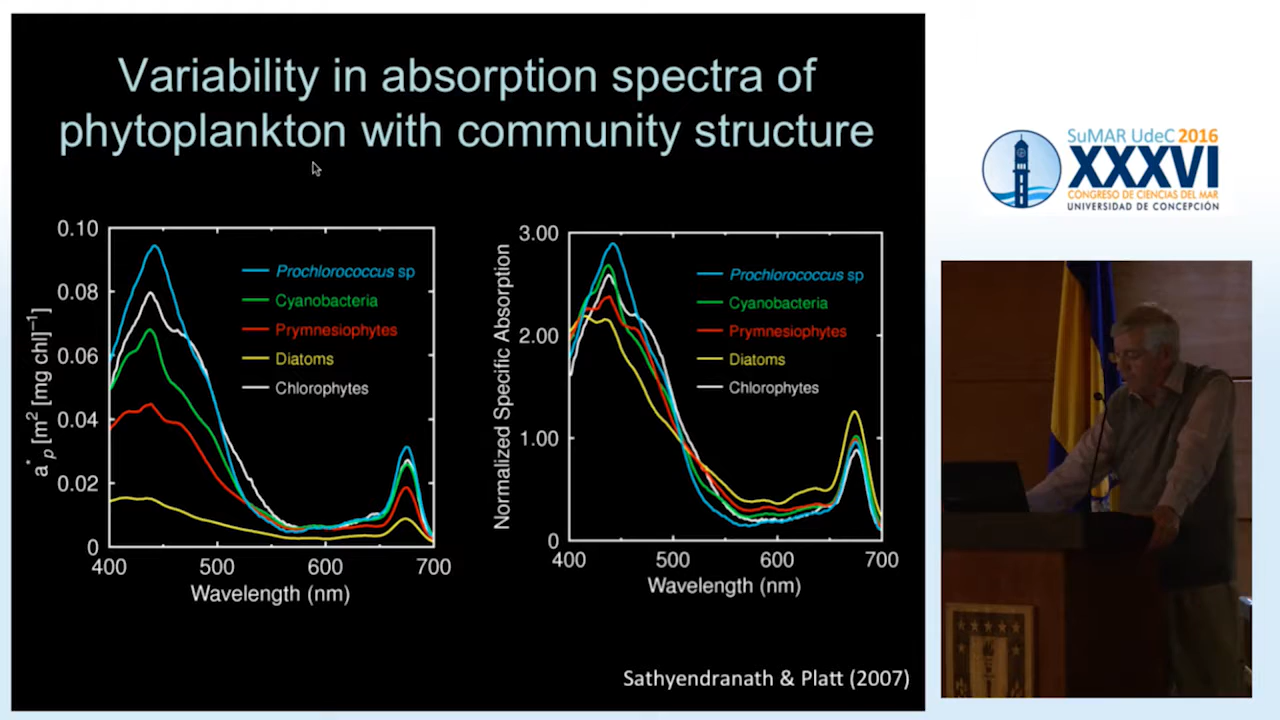 Variability in absorption spectra of
phytoplankton with community structure
SuMAR UdeC 2016
XXXVI
CONGRESO DE CIENCIAS DEL MAR
UNIVERSIDAD DE CONCEPCIÓN
0.10
0.08
0.06
0.04
0.02
0
a*p [m2 [mg chl]–1]
Prochlorococcus sp
Cyanobacteria
Prymnesiophytes
Diatoms
Chlorophytes
400 500 600 700
Wavelength (nm)
3.00
2.00
1.00
0
Normalized Specific Absorption
Prochlorococcus sp
Cyanobacteria
Prymnesiophytes
Diatoms
Chlorophytes
400 500 600 700
Wavelength (nm)
Sathyendranath & Platt (2007)